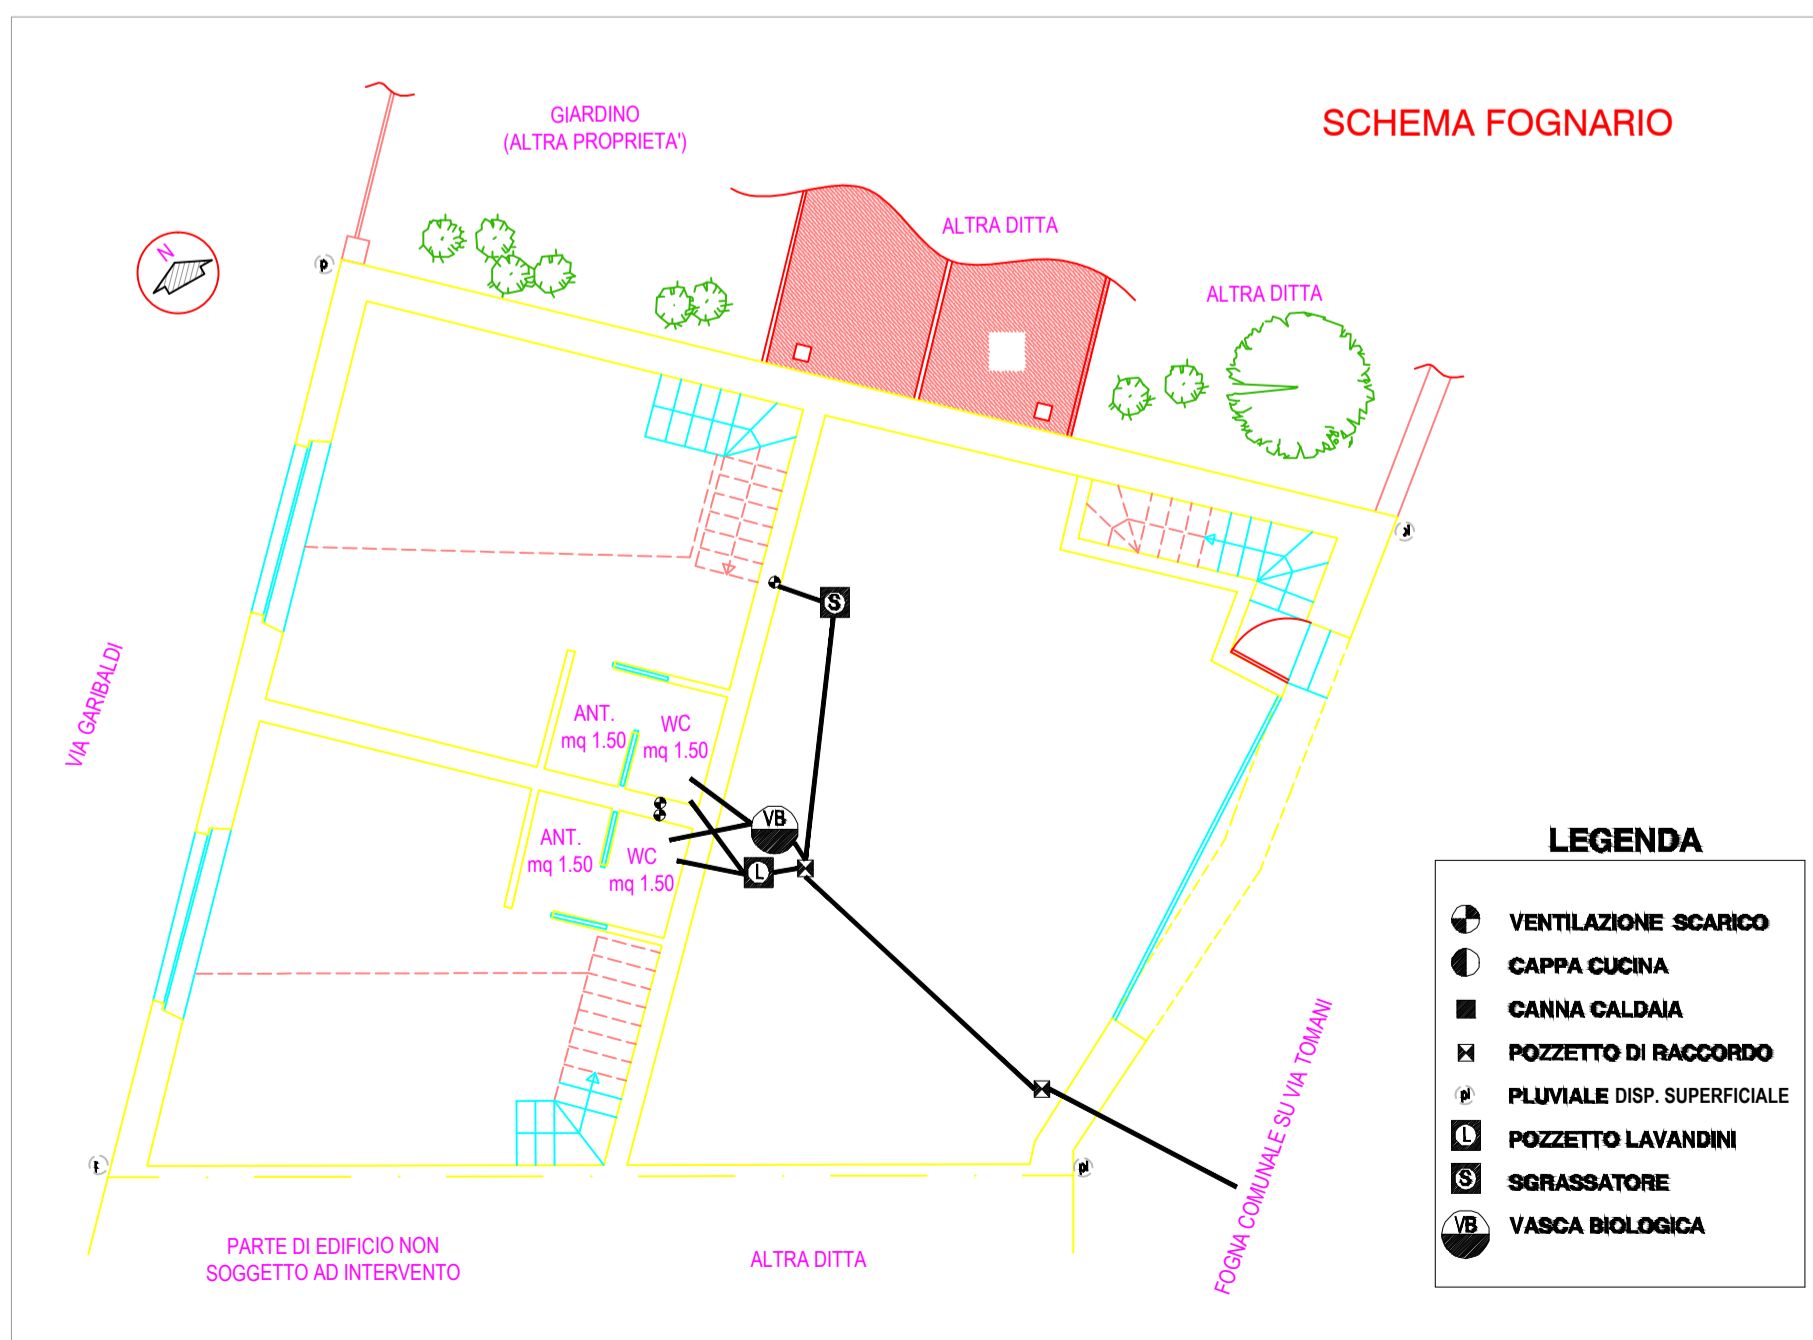 SCHEMA FOGNARIO
GIARDINO
(ALTRA PROPRIETA')
ALTRA DITTA
ALTRA DITTA
N
VIA GARIBALDI
S
ANT.
mq 1.50
WC
mq 1.50
VB
L
ANT.
mq 1.50
WC
mq 1.50
pl
FOGNA COMUNALE SU VIA TOMANI
PARTE DI EDIFICIO NON
SOGGETTO AD INTERVENTO
ALTRA DITTA
LEGENDA
VENTILAZIONE SCARICO
CAPPA CUCINA
CANNA CALDAIA
POZZETTO DI RACCORDO
pl PLUVIALE DISP. SUPERFICIALE
L POZZETTO LAVANDINI
S SGRASSATORE
VB VASCA BIOLOGICA